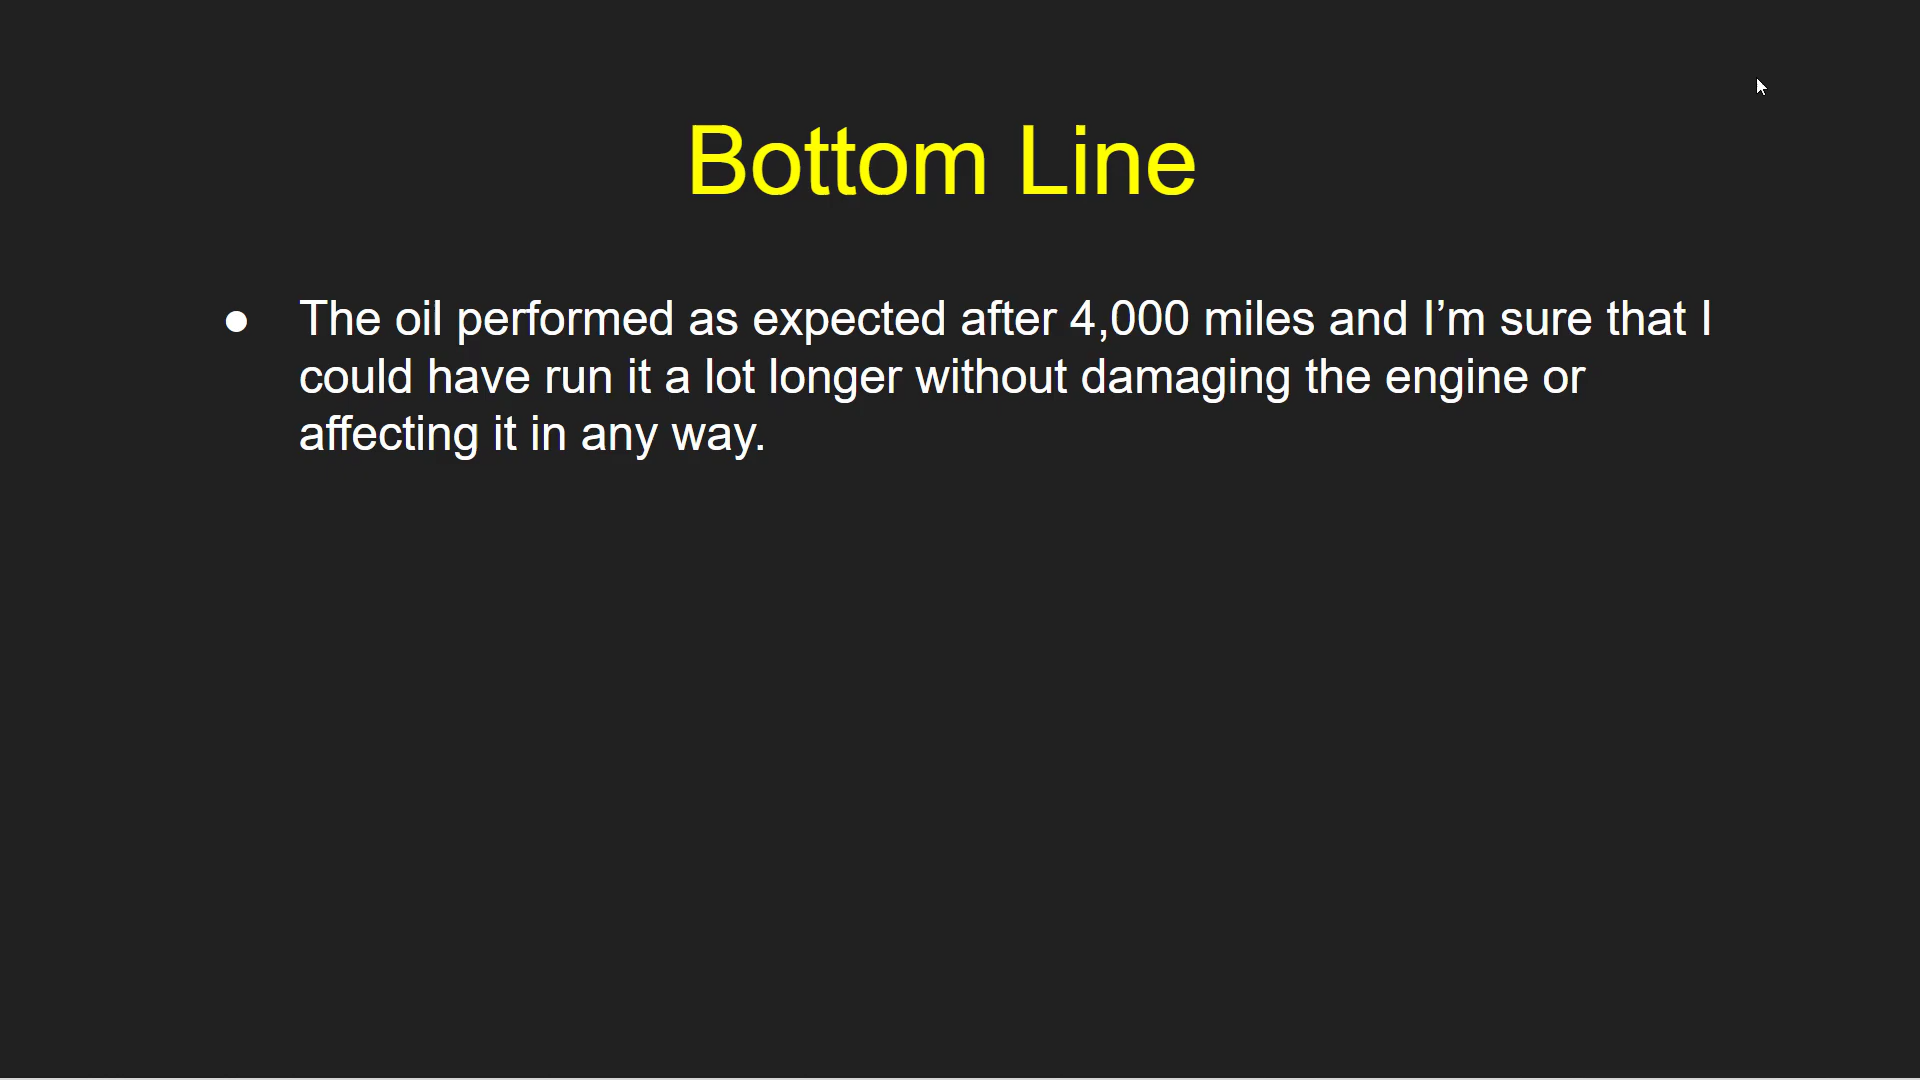 Bottom Line
● The oil performed as expected after 4,000 miles and I’m sure that I
could have run it a lot longer without damaging the engine or
affecting it in any way.